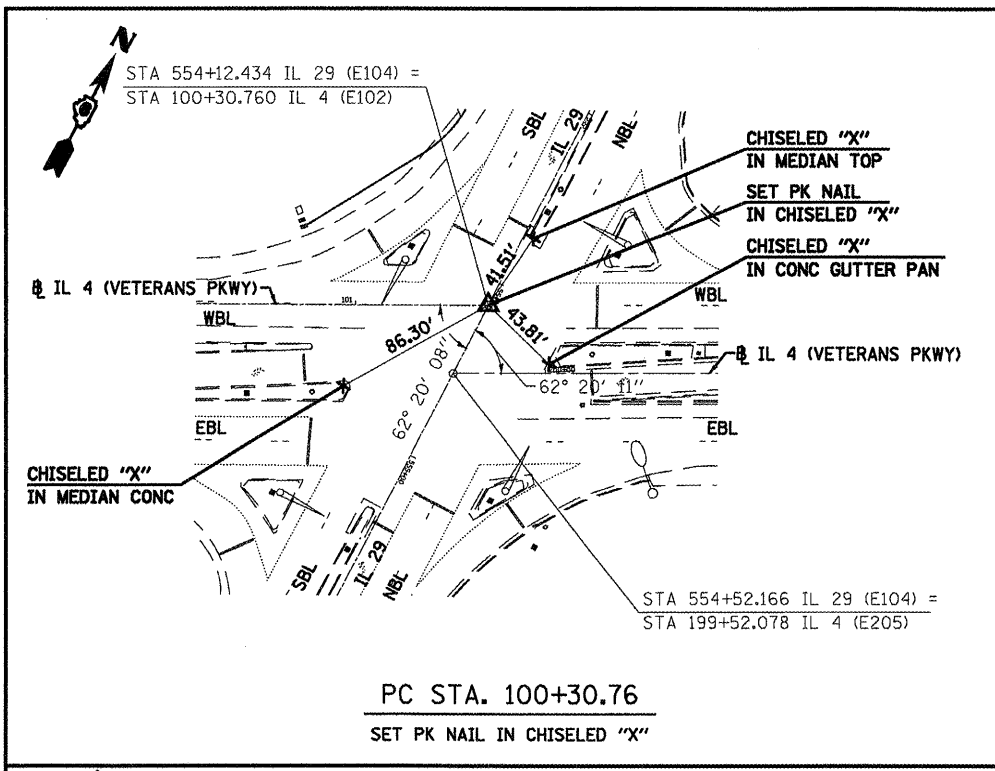 N
STA 554+12.434 IL 29 (E104) =
STA 100+30.760 IL 4 (E102)
SBL
IL 29
NBL
CHISELED "X"
IN MEDIAN TOP
SET PK NAIL
IN CHISELED "X"
CHISELED "X"
IN CONC GUTTER PAN
41.51'
43.81'
86.30'
℄ IL 4 (VETERANS PKWY)
101
WBL
WBL
℄ IL 4 (VETERANS PKWY)
62° 20' 08"
62° 20' 11"
EBL
EBL
CHISELED "X"
IN MEDIAN CONC
SBL
IL 29
NBL
STA 554+52.166 IL 29 (E104) =
STA 199+52.078 IL 4 (E205)
PC STA. 100+30.76
SET PK NAIL IN CHISELED "X"